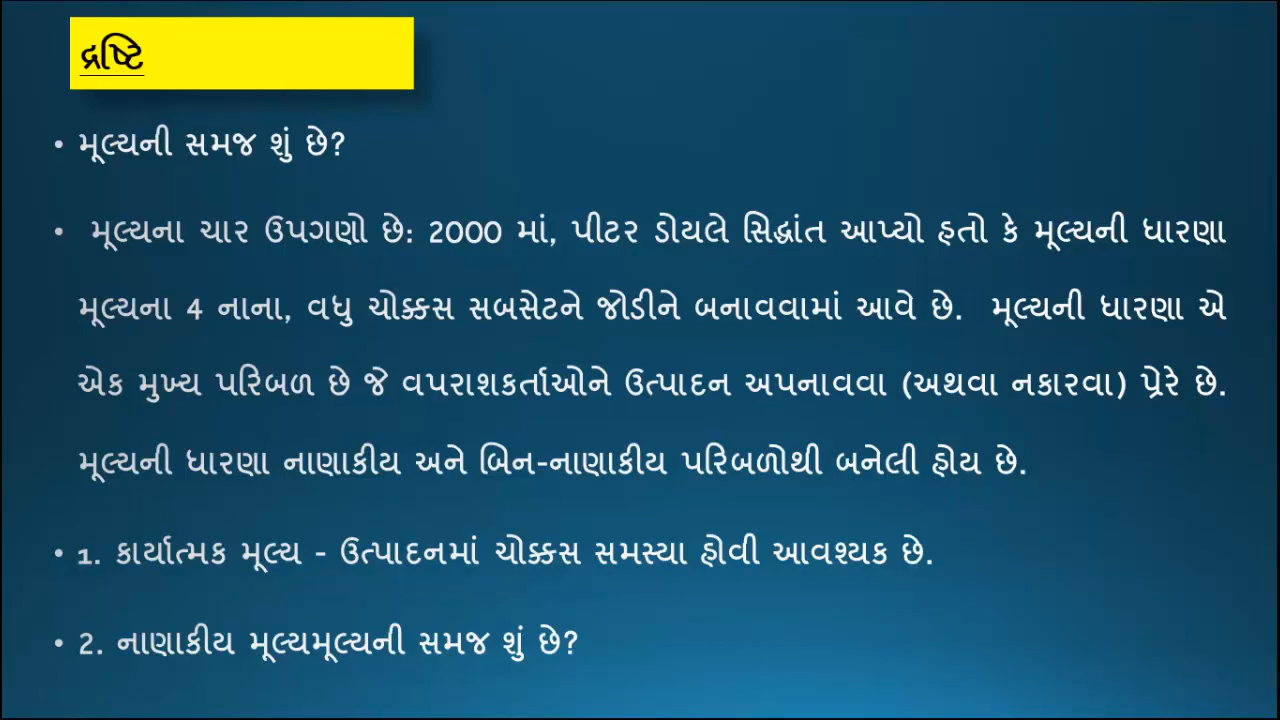 દ્રષ્ટિ
• મૂલ્યની સમજ શું છે?
• મૂલ્યના ચાર ઉપગણો છે: 2000 માં, પીટર ડોયલે સિદ્ધાંત આપ્યો હતો કે મૂલ્યની ધારણા
મૂલ્યના 4 નાના, વધુ ચોક્કસ સબસેટને જોડીને બનાવવામાં આવે છે. મૂલ્યની ધારણા એ
એક મુખ્ય પરિબળ છે જે વપરાશકર્તાઓને ઉત્પાદન અપનાવવા (અથવા નકારવા) પ્રેરે છે.
મૂલ્યની ધારણા નાણાકીય અને બિન-નાણાકીય પરિબળોથી બનેલી હોય છે.
• 1. કાર્યાત્મક મૂલ્ય - ઉત્પાદનમાં ચોક્કસ સમસ્યા હોવી આવશ્યક છે.
• 2. નાણાકીય મૂલ્યમૂલ્યની સમજ શું છે?